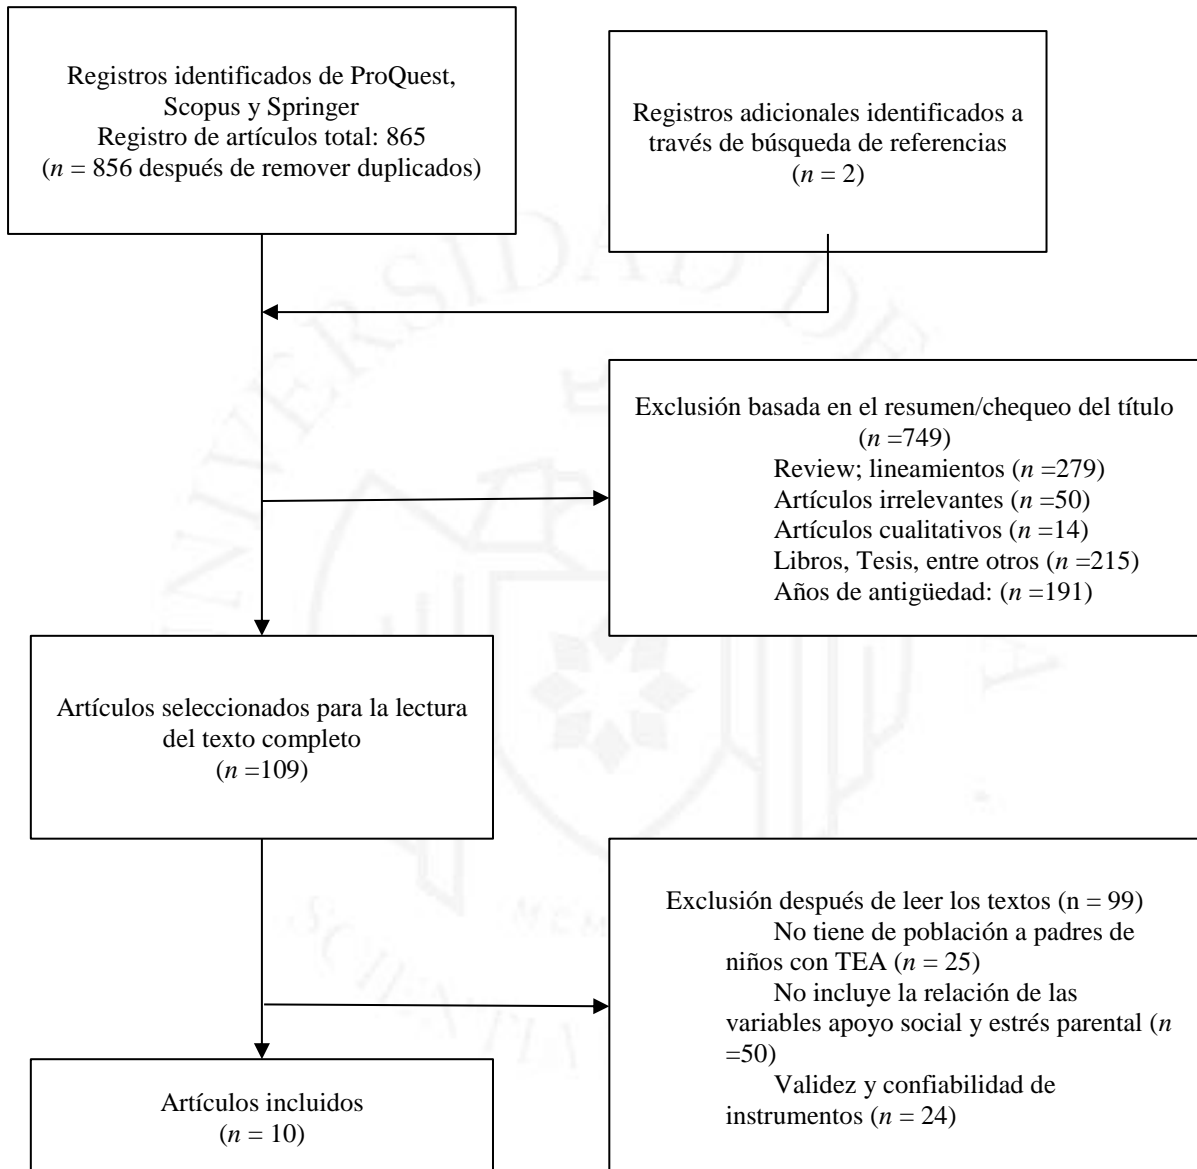 Registros identificados de ProQuest,
Scopus y Springer
Registro de artículos total: 865
(n = 856 después de remover duplicados)
Registros adicionales identificados a
través de búsqueda de referencias
(n = 2)
Exclusión basada en el resumen/chequeo del título
(n =749)
Review; lineamientos (n =279)
Artículos irrelevantes (n =50)
Artículos cualitativos (n =14)
Libros, Tesis, entre otros (n =215)
Años de antigüedad: (n =191)
Artículos seleccionados para la lectura
del texto completo
(n =109)
Exclusión después de leer los textos (n = 99)
No tiene de población a padres de
niños con TEA (n = 25)
No incluye la relación de las
variables apoyo social y estrés parental (n
=50)
Validez y confiabilidad de
instrumentos (n = 24)
Artículos incluidos
(n = 10)